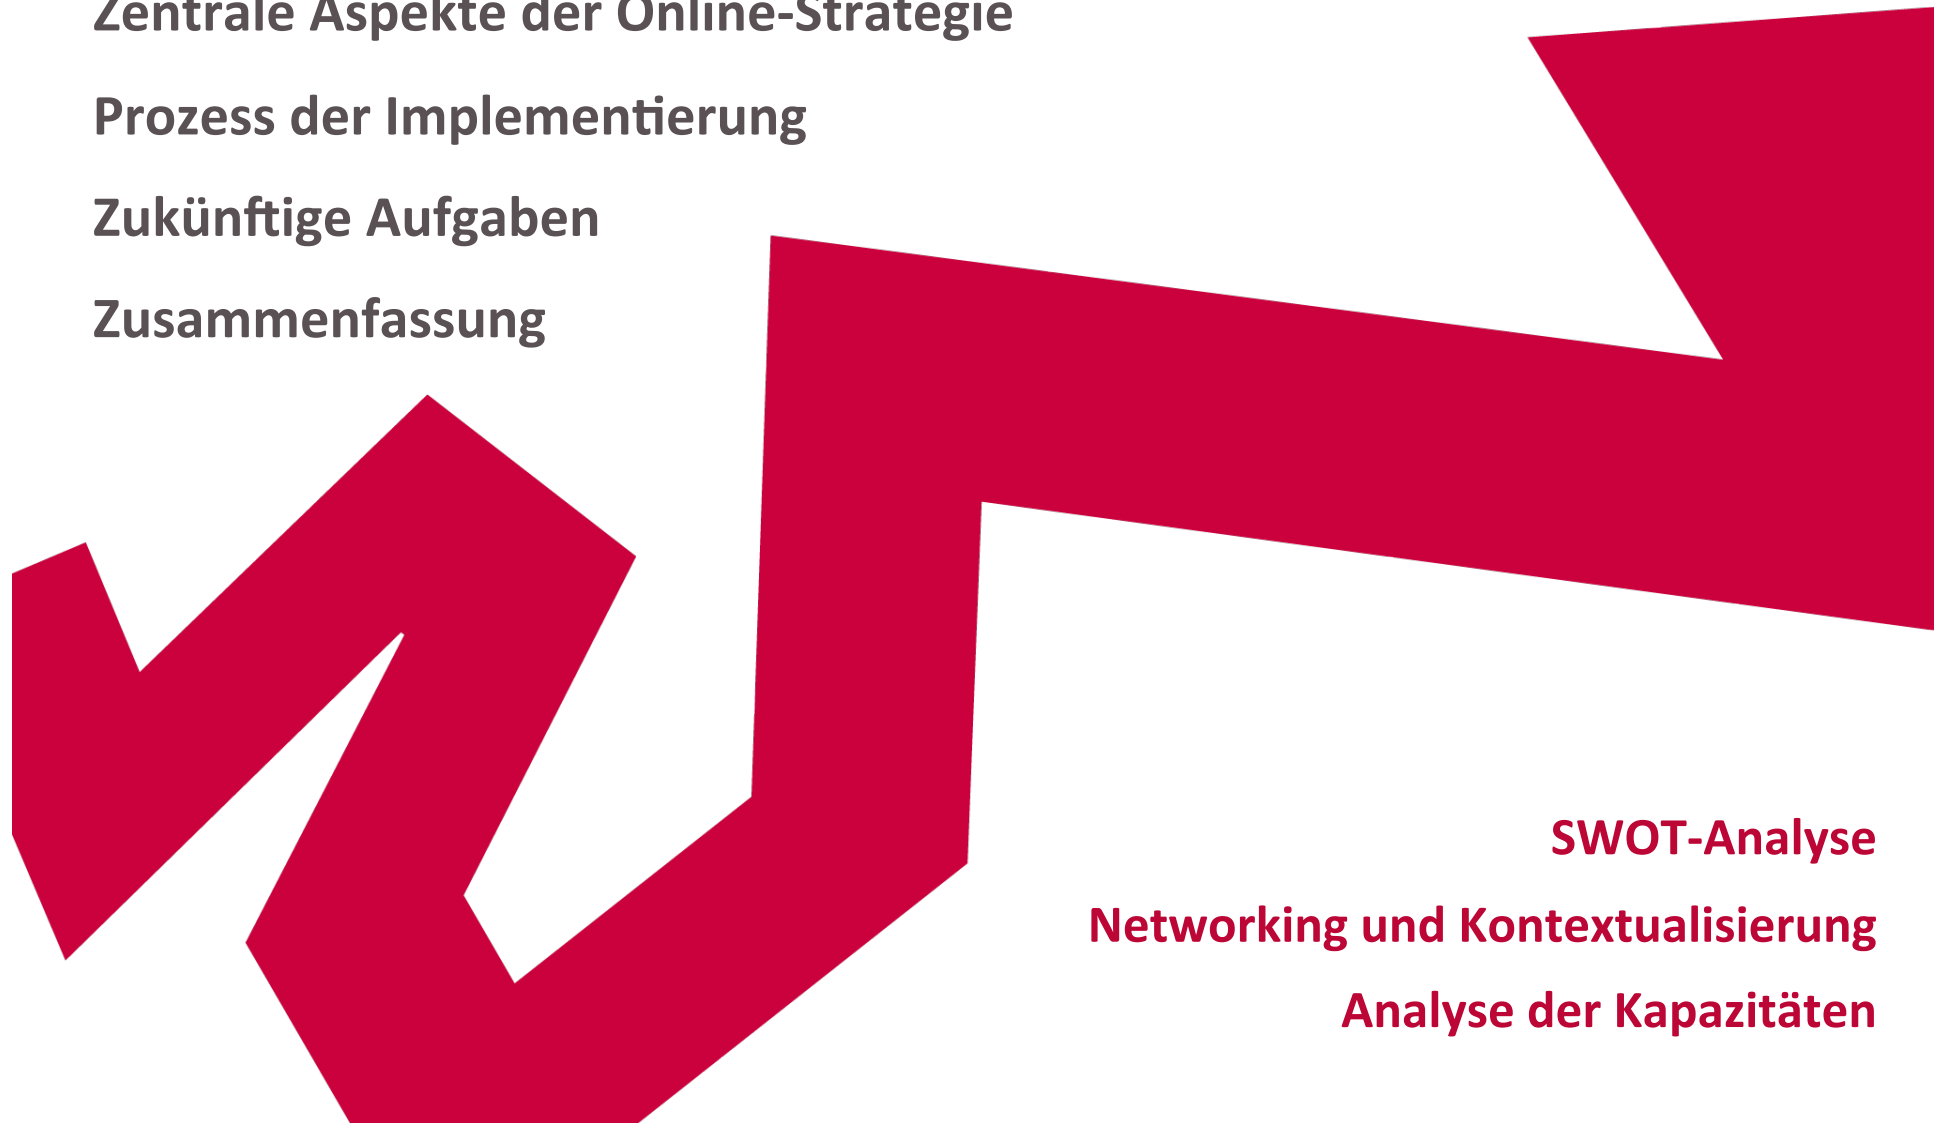 Zentrale Aspekte der Online-Strategie
Prozess der Implementierung
Zukünftige Aufgaben
Zusammenfassung
SWOT-Analyse
Networking und Kontextualisierung
Analyse der Kapazitäten